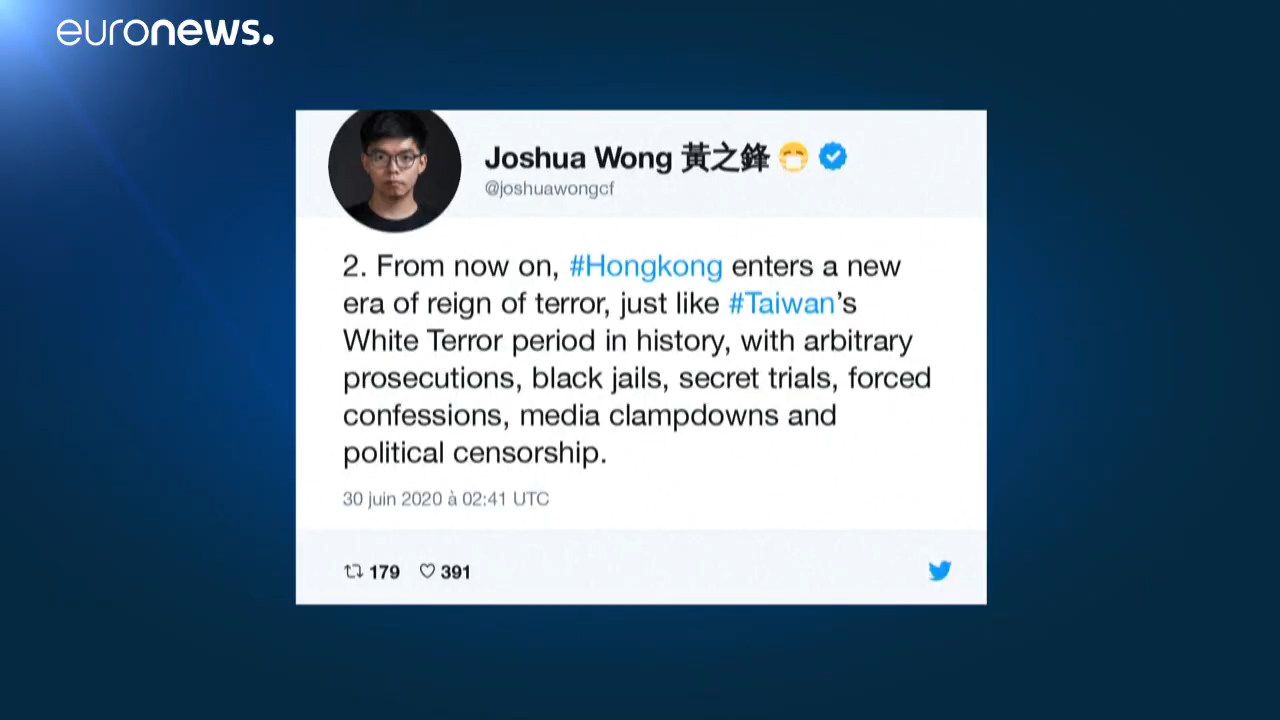 euronews.
Joshua Wong 黃之鋒 😷
@joshuawongcf
2. From now on, #Hongkong enters a new
era of reign of terror, just like #Taiwan’s
White Terror period in history, with arbitrary
prosecutions, black jails, secret trials, forced
confessions, media clampdowns and
political censorship.
30 juin 2020 à 02:41 UTC
179 391